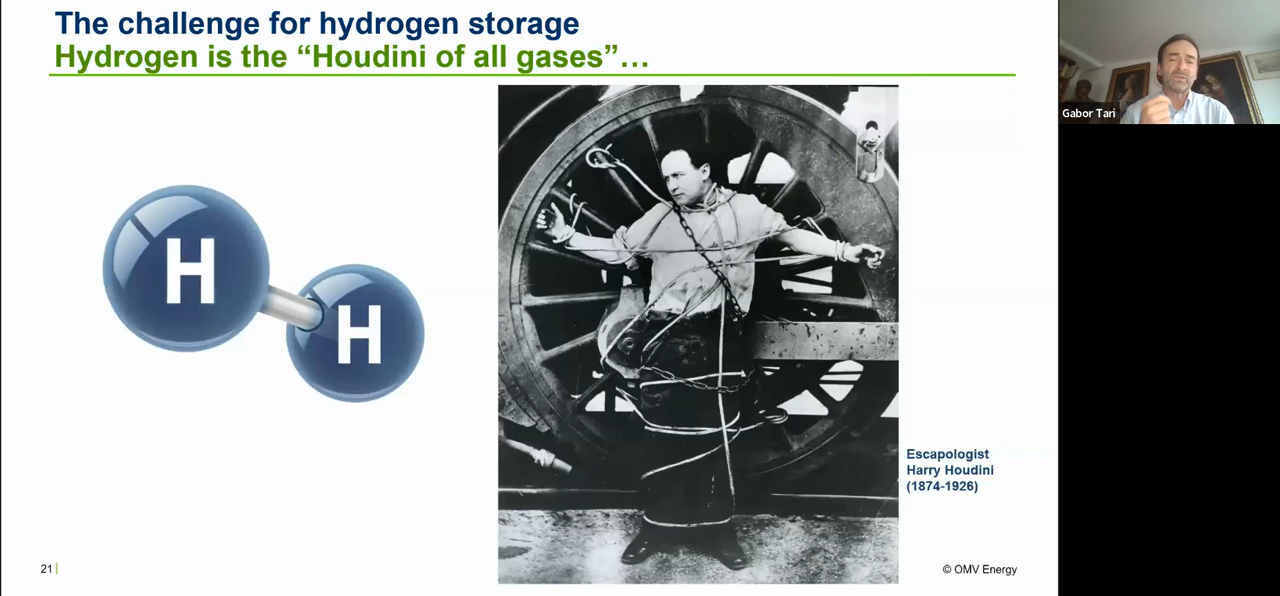 The challenge for hydrogen storage
Hydrogen is the “Houdini of all gases”…
H
H
Escapologist
Harry Houdini
(1874-1926)
21
© OMV Energy
Gabor Tari